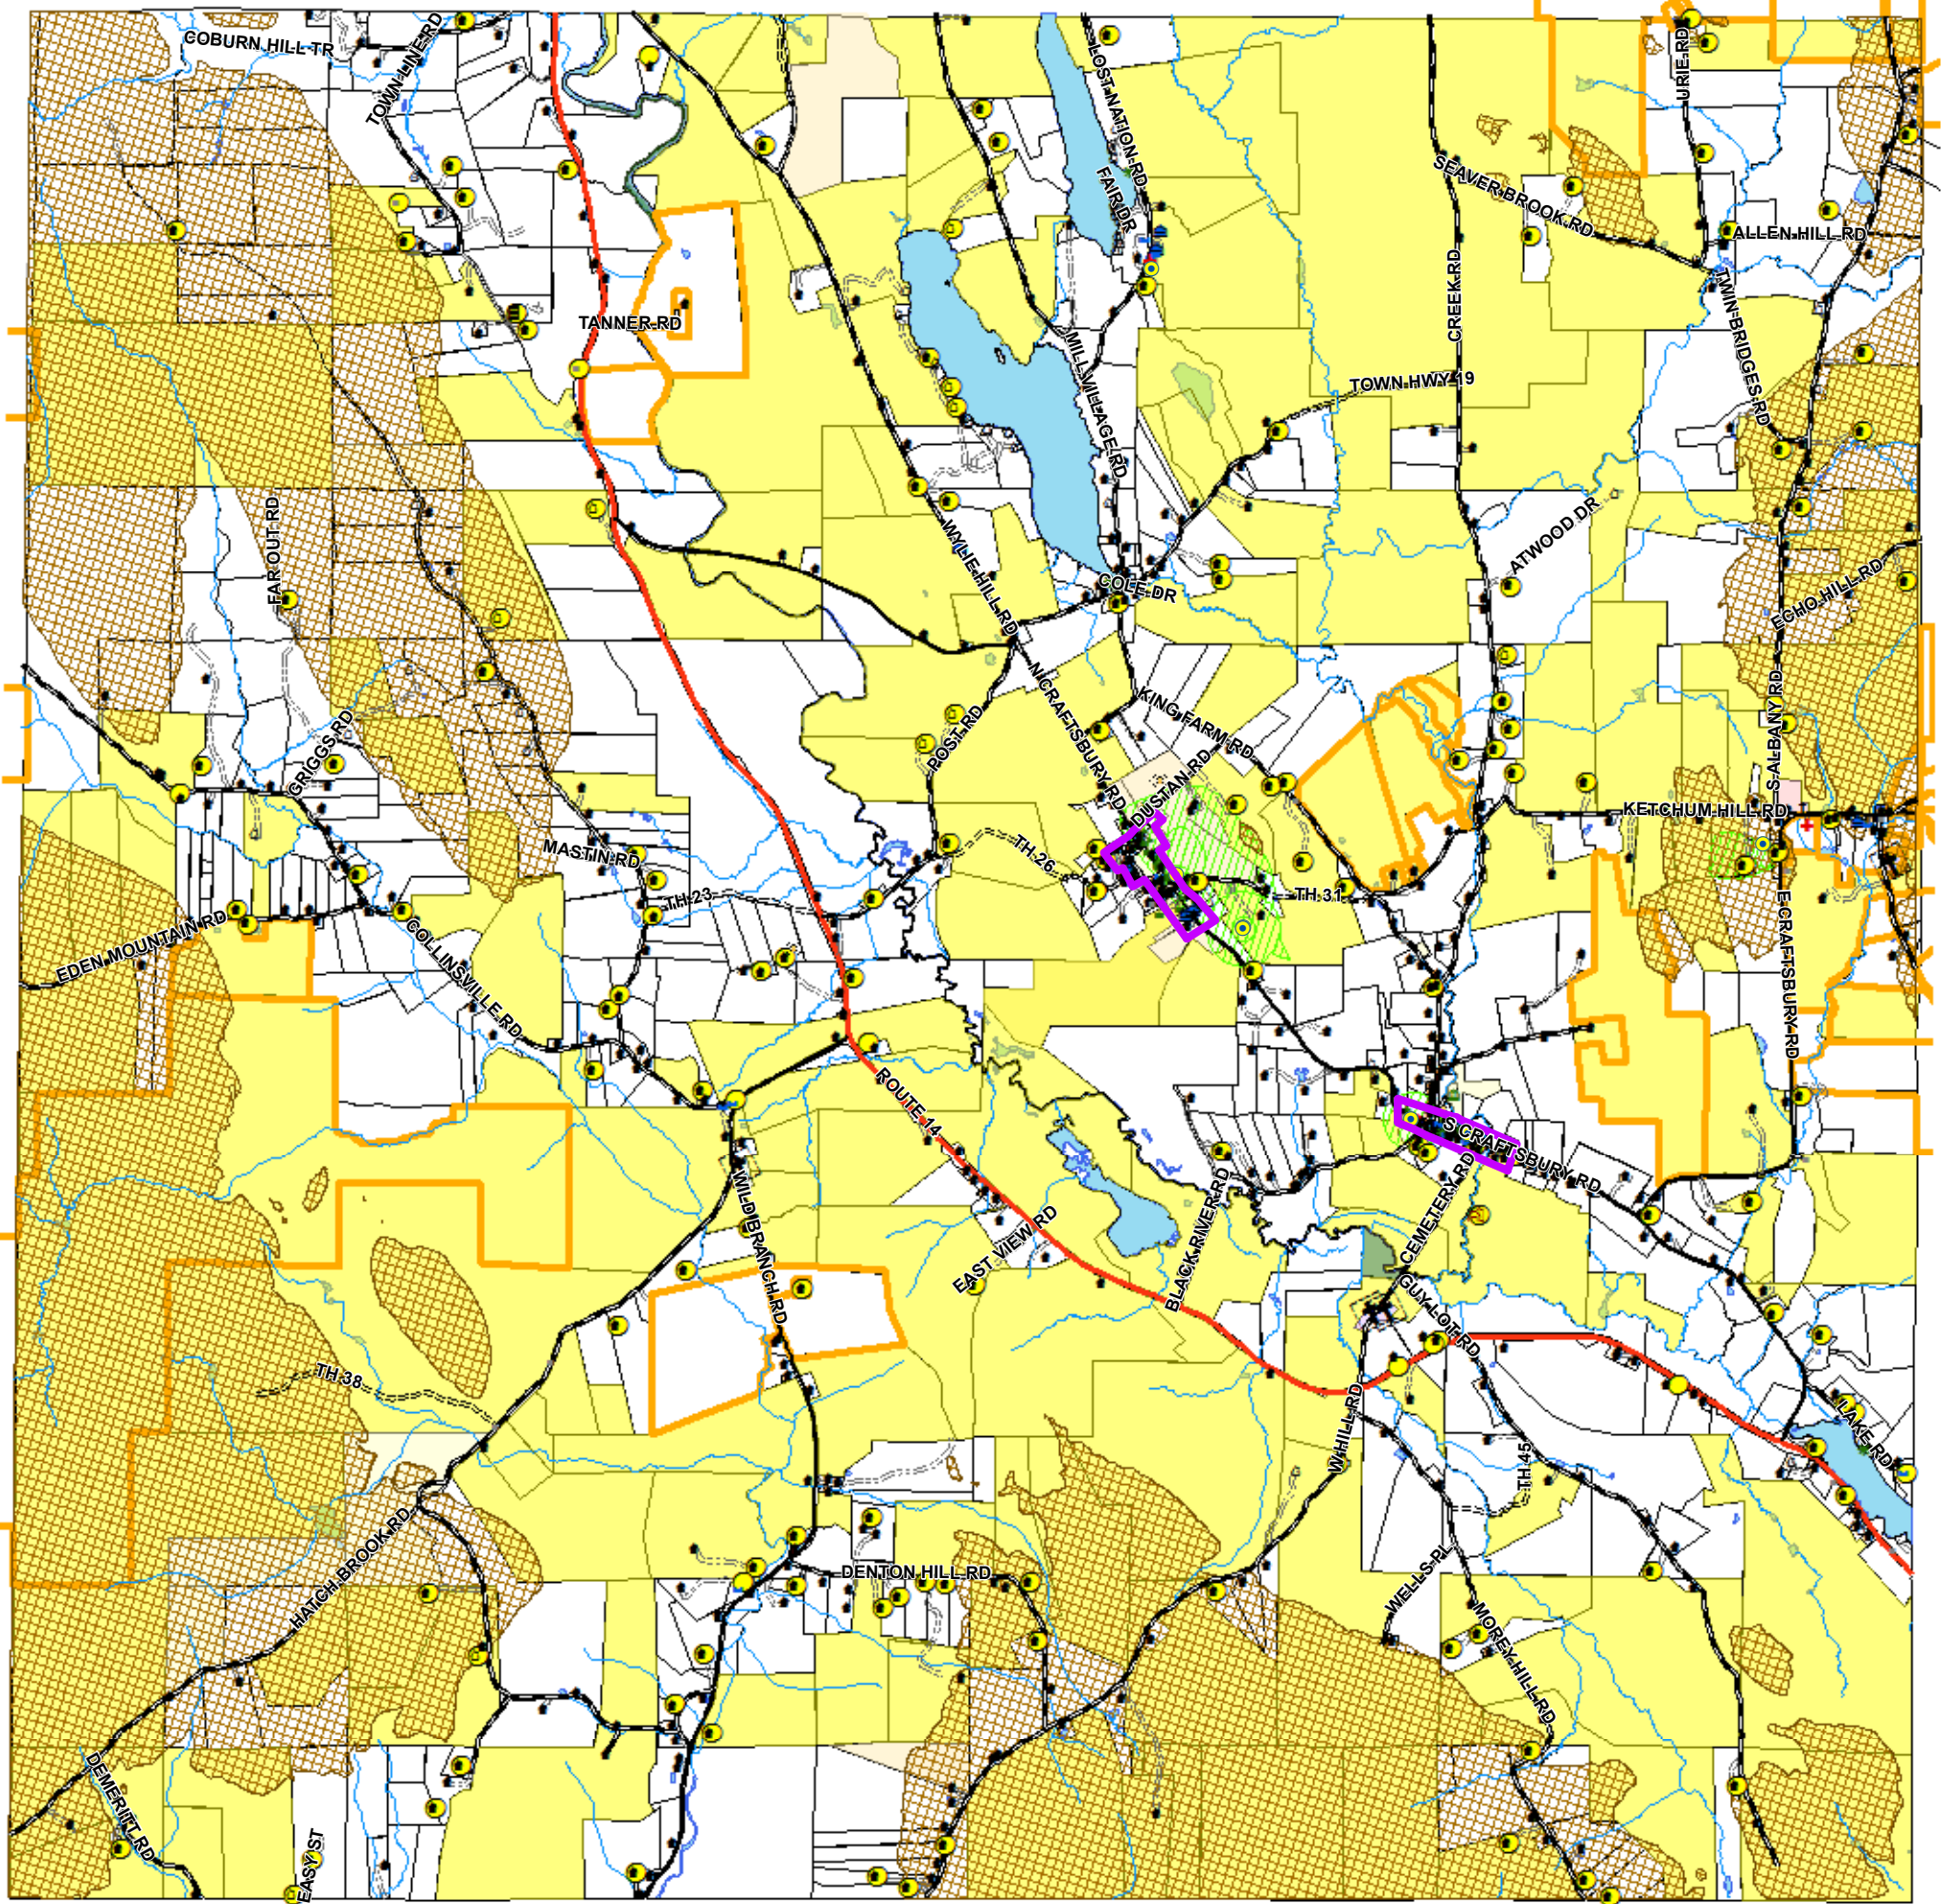 COBURN HILL TR
TOWN LINE RD
LOST NATION RD
URIE RD
FAIR DR
SEAVER BROOK RD
ALLEN HILL RD
CREEK RD
TWIN BRIDGES RD
TANNER RD
MILL VILLAGE RD
TOWN HWY 19
FAR OUT RD
WYLIE HILL RD
ATWOOD DR
COLE DR
ECHO HILL RD
N CRAFTSBURY RD
KING FARM RD
S ALBANY RD
POST RD
GRIGGS RD
DUSTAN RD
KETCHUM HILL RD
MASTIN RD
TH 26
TH 23
TH 31
EDEN MOUNTAIN RD
COLLINSVILLE RD
E CRAFTSBURY RD
ROUTE 14
S CRAFTSBURY RD
WILD BRANCH RD
BLACK RIVER RD
CEMETERY RD
EAST VIEW RD
GUY LOT RD
TH 38
W HILL RD
LAKE RD
TH 45
HATCH BROOK RD
DENTON HILL RD
WELLS PL
MOREY HILL RD
DEMERITT RD
EASY ST